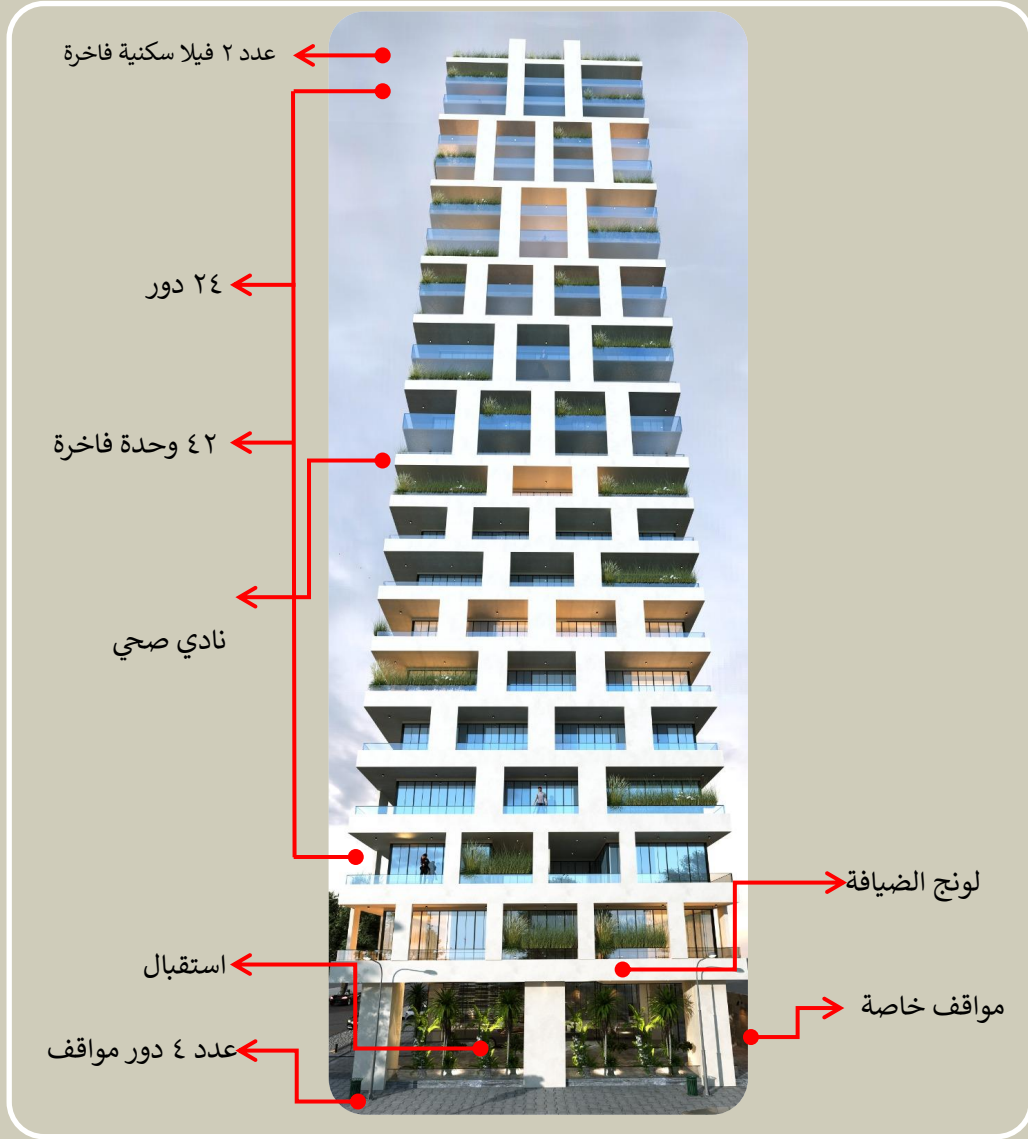 عدد ٢ فيلا سكنية فاخرة
٢٤ دور
٤٢ وحدة فاخرة
نادي صحي
لونج الضيافة
استقبال
مواقف خاصة
عدد ٤ دور مواقف